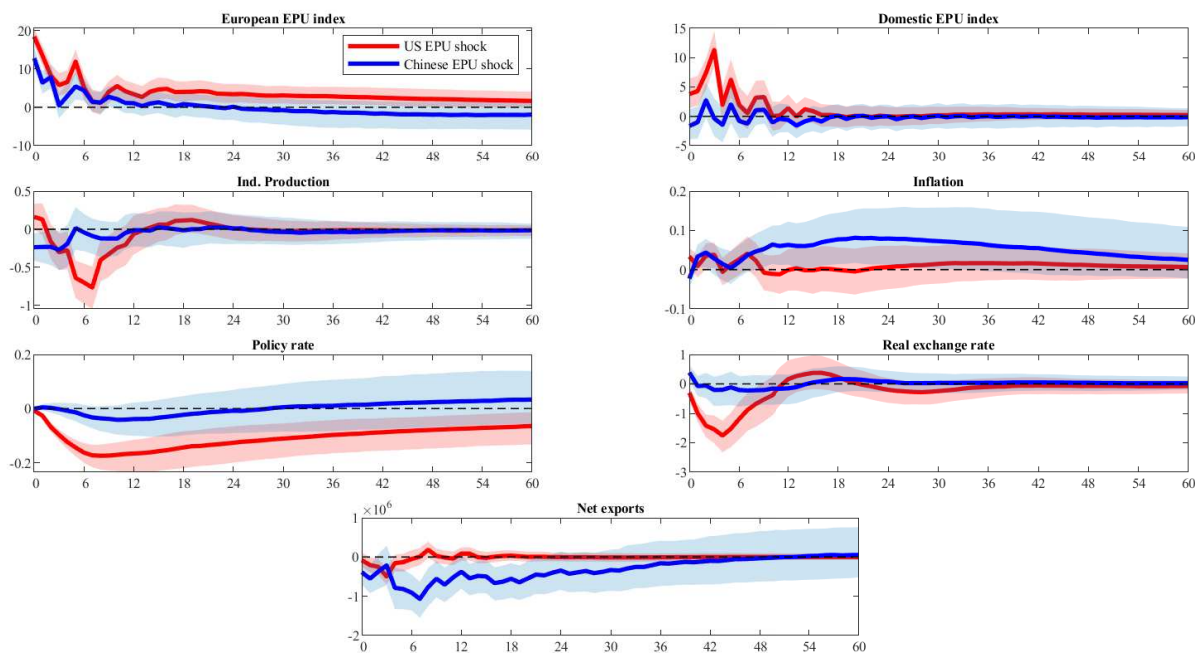 European EPU index
20
10
0
-10
0 6 12 18 24 30 36 42 48 54 60
US EPU shock
Chinese EPU shock
Domestic EPU index
15
10
5
0
-5
0 6 12 18 24 30 36 42 48 54 60
Ind. Production
0.5
0
-0.5
-1
0 6 12 18 24 30 36 42 48 54 60
Inflation
0.2
0.1
0
-0.1
0 6 12 18 24 30 36 42 48 54 60
Policy rate
0.2
0
-0.2
0 6 12 18 24 30 36 42 48 54 60
Real exchange rate
1
0
-1
-2
-3
0 6 12 18 24 30 36 42 48 54 60
Net exports
×10⁶
1
0
-1
-2
0 6 12 18 24 30 36 42 48 54 60